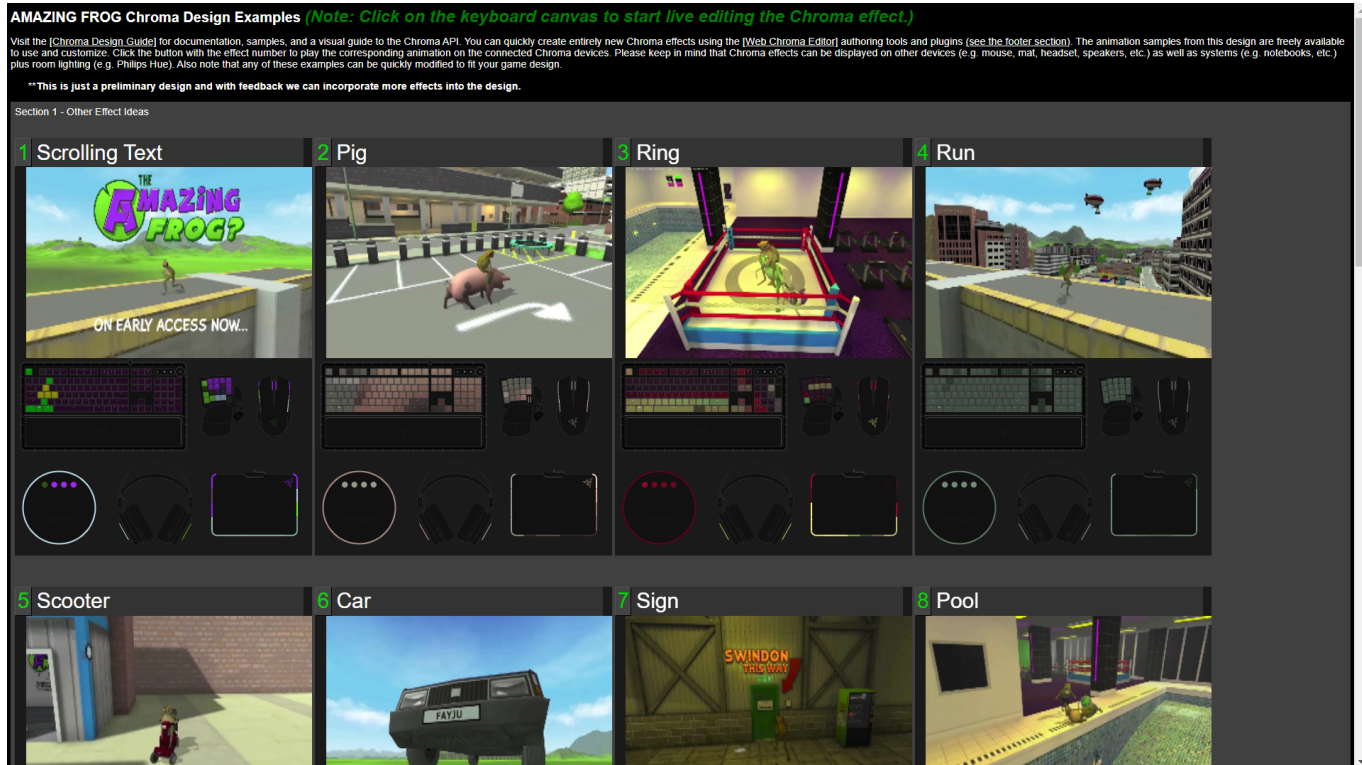 AMAZING FROG Chroma Design Examples (Note: Click on the keyboard canvas to start live editing the Chroma effect.)
Visit the [Chroma Design Guide] for documentation, samples, and a visual guide to the Chroma API. You can quickly create entirely new Chroma effects using the [Web Chroma Editor] authoring tools and plugins (see the footer section). The animation samples from this design are freely available
to use and customize. Click the button with the effect number to play the corresponding animation on the connected Chroma devices. Please keep in mind that Chroma effects can be displayed on other devices (e.g. mouse, mat, headset, speakers, etc.) as well as systems (e.g. notebooks, etc.)
plus room lighting (e.g. Philips Hue). Also note that any of these examples can be quickly modified to fit your game design.
**This is just a preliminary design and with feedback we can incorporate more effects into the design.
Section 1 - Other Effect Ideas
1 Scrolling Text
2 Pig
3 Ring
4 Run
THE
AMAZING
FROG?
ON EARLY ACCESS NOW...
5 Scooter
6 Car
7 Sign
8 Pool
FAYJU
SWINDON
THIS WAY